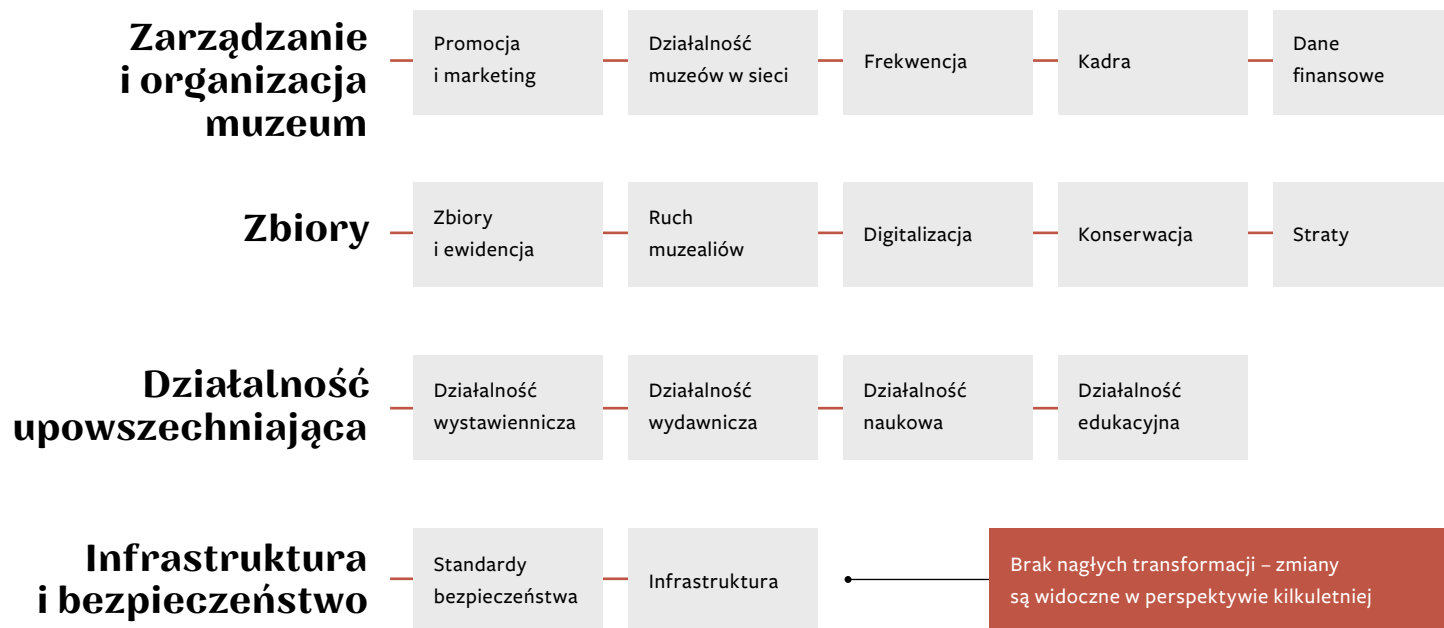 Zarządzanie
i organizacja
muzeum
Promocja
i marketing
Działalność
muzeów w sieci
Frekwencja
Kadra
Dane
finansowe
Zbiory
Zbiory
i ewidencja
Ruch
muzealiów
Digitalizacja
Konserwacja
Straty
Działalność
upowszechniająca
Działalność
wystawiennicza
Działalność
wydawnicza
Działalność
naukowa
Działalność
edukacyjna
Infrastruktura
i bezpieczeństwo
Standardy
bezpieczeństwa
Infrastruktura
Brak nagłych transformacji – zmiany
są widoczne w perspektywie kilkuletniej